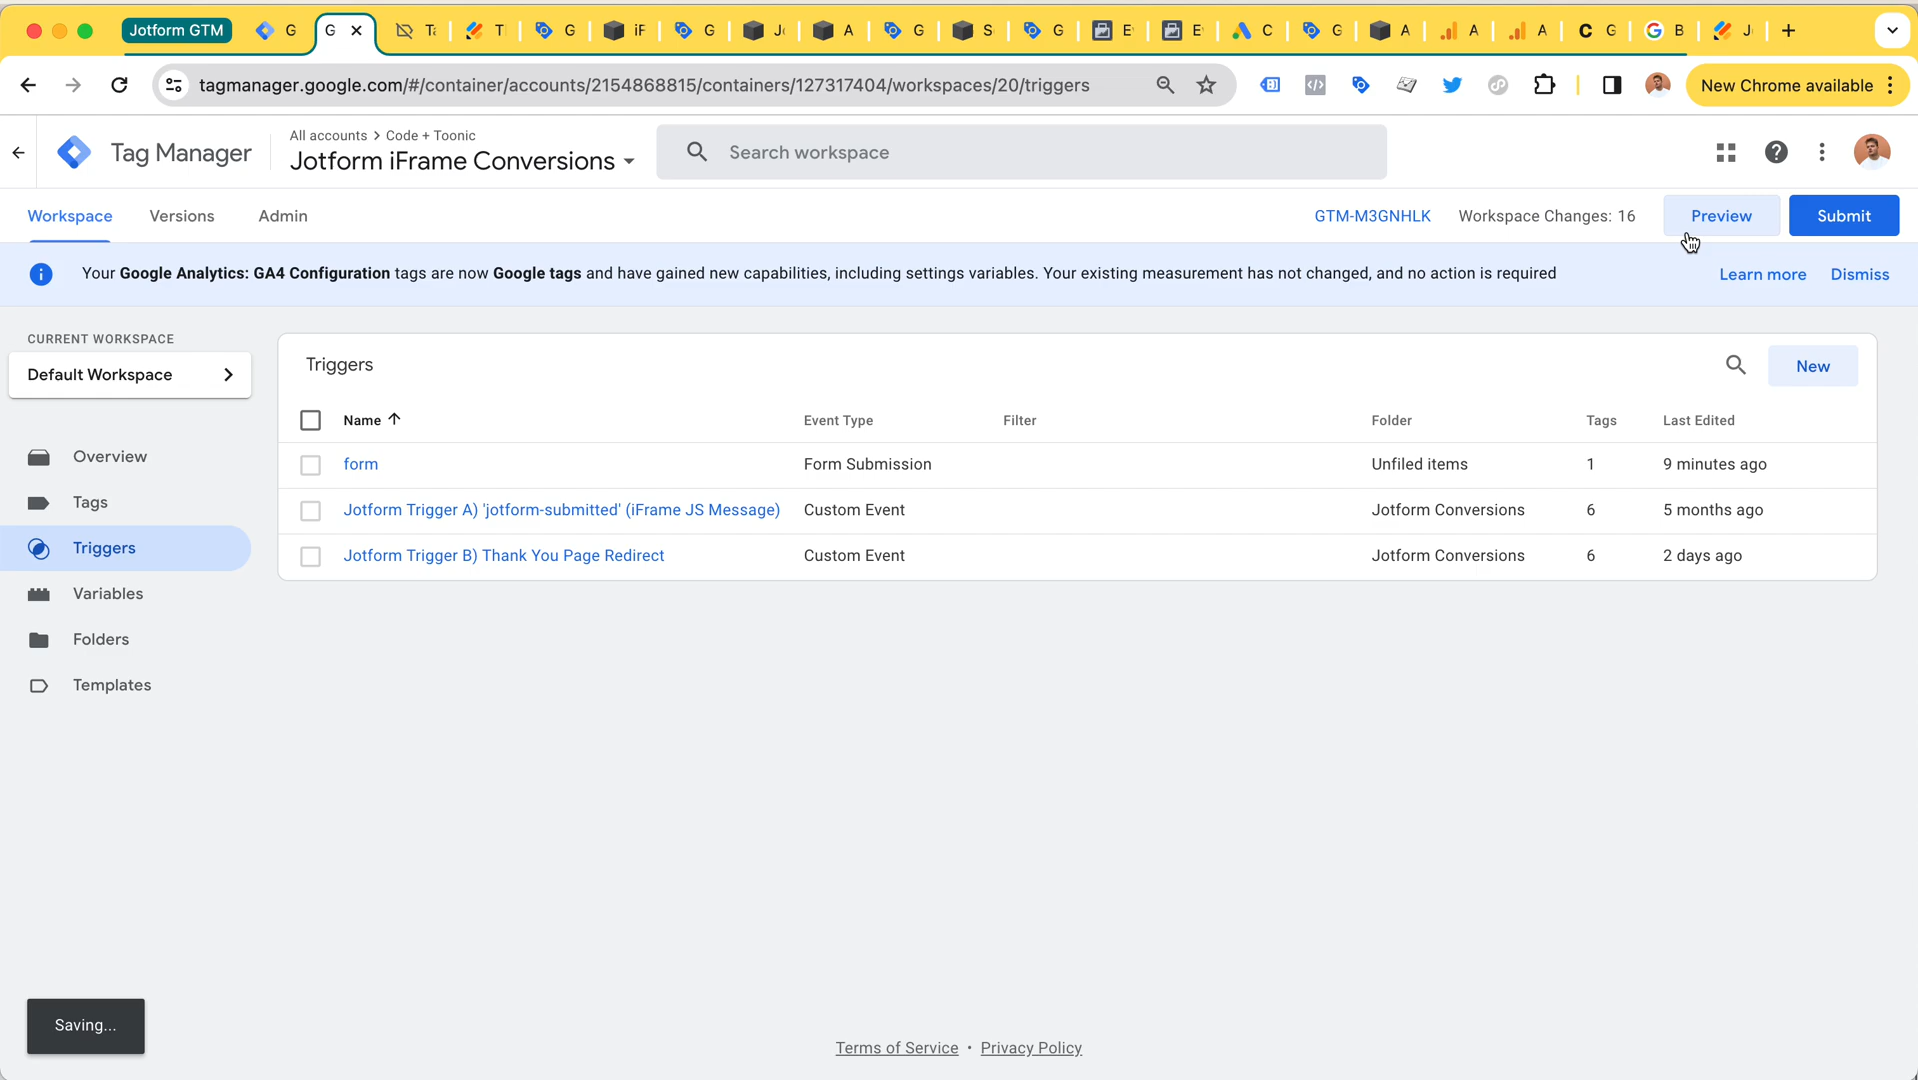 Jotform GTM
G
G
Ta
T
G
iF
G
Jo
A
G
S
G
E
E
C
G
A
A
A
G
B
J
tagmanager.google.com/#/container/accounts/2154868815/containers/127317404/workspaces/20/triggers
New Chrome available
Tag Manager
All accounts > Code + Toonic
Jotform iFrame Conversions
Search workspace
Workspace
Versions
Admin
GTM-M3GNHLK
Workspace Changes: 16
Preview
Submit
Your Google Analytics: GA4 Configuration tags are now Google tags and have gained new capabilities, including settings variables. Your existing measurement has not changed, and no action is required
Learn more
Dismiss
CURRENT WORKSPACE
Default Workspace
Overview
Tags
Triggers
Variables
Folders
Templates
Triggers
New
Name Event Type Filter Folder Tags Last Edited
form Form Submission Unfiled items 1 9 minutes ago
Jotform Trigger A) 'jotform-submitted' (iFrame JS Message) Custom Event Jotform Conversions 6 5 months ago
Jotform Trigger B) Thank You Page Redirect Custom Event Jotform Conversions 6 2 days ago
Saving...
Terms of Service • Privacy Policy